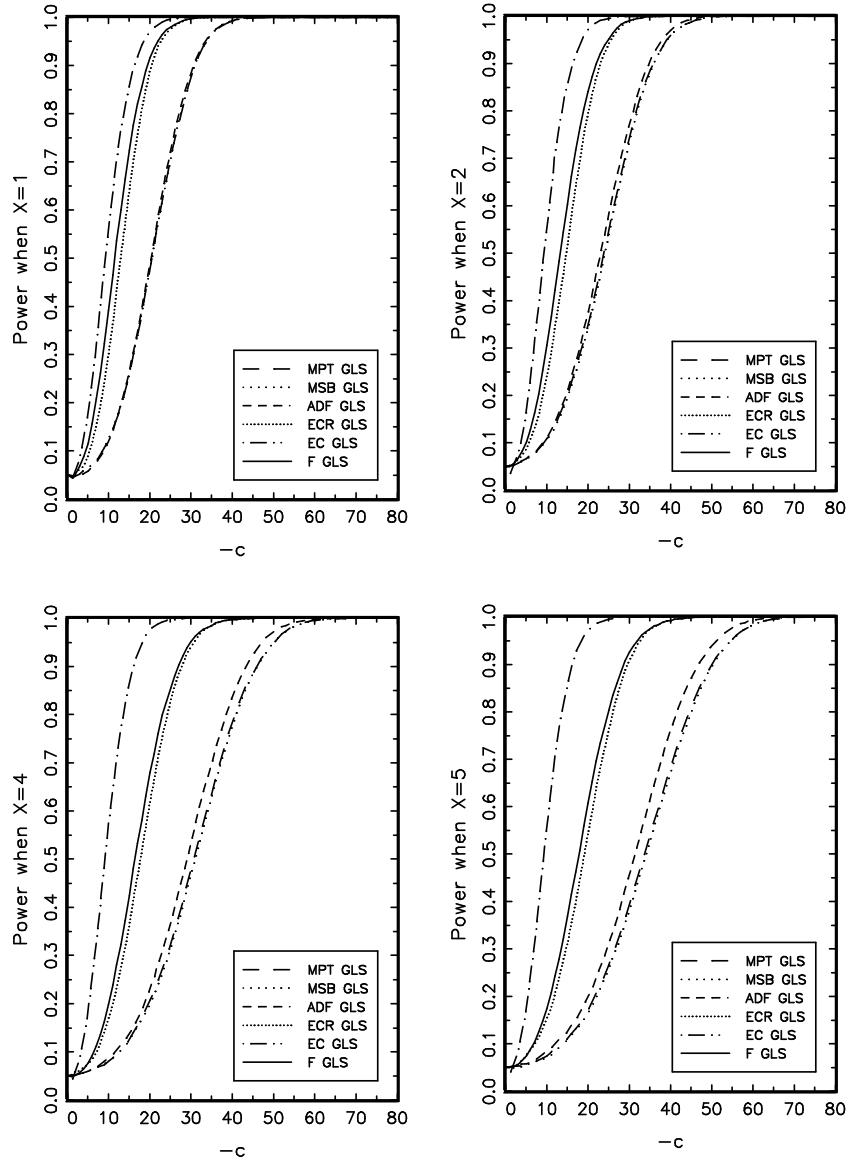 Power when X=1
1.0
0.9
0.8
0.7
0.6
0.5
0.4
0.3
0.2
0.1
0.0
MPT GLS
MSB GLS
ADF GLS
ECR GLS
EC GLS
F GLS
0 10 20 30 40 50 60 70 80
−c
Power when X=2
1.0
0.9
0.8
0.7
0.6
0.5
0.4
0.3
0.2
0.1
0.0
MPT GLS
MSB GLS
ADF GLS
ECR GLS
EC GLS
F GLS
0 10 20 30 40 50 60 70 80
−c
Power when X=4
1.0
0.9
0.8
0.7
0.6
0.5
0.4
0.3
0.2
0.1
0.0
MPT GLS
MSB GLS
ADF GLS
ECR GLS
EC GLS
F GLS
0 10 20 30 40 50 60 70 80
−c
Power when X=5
1.0
0.9
0.8
0.7
0.6
0.5
0.4
0.3
0.2
0.1
0.0
MPT GLS
MSB GLS
ADF GLS
ECR GLS
EC GLS
F GLS
0 10 20 30 40 50 60 70 80
−c